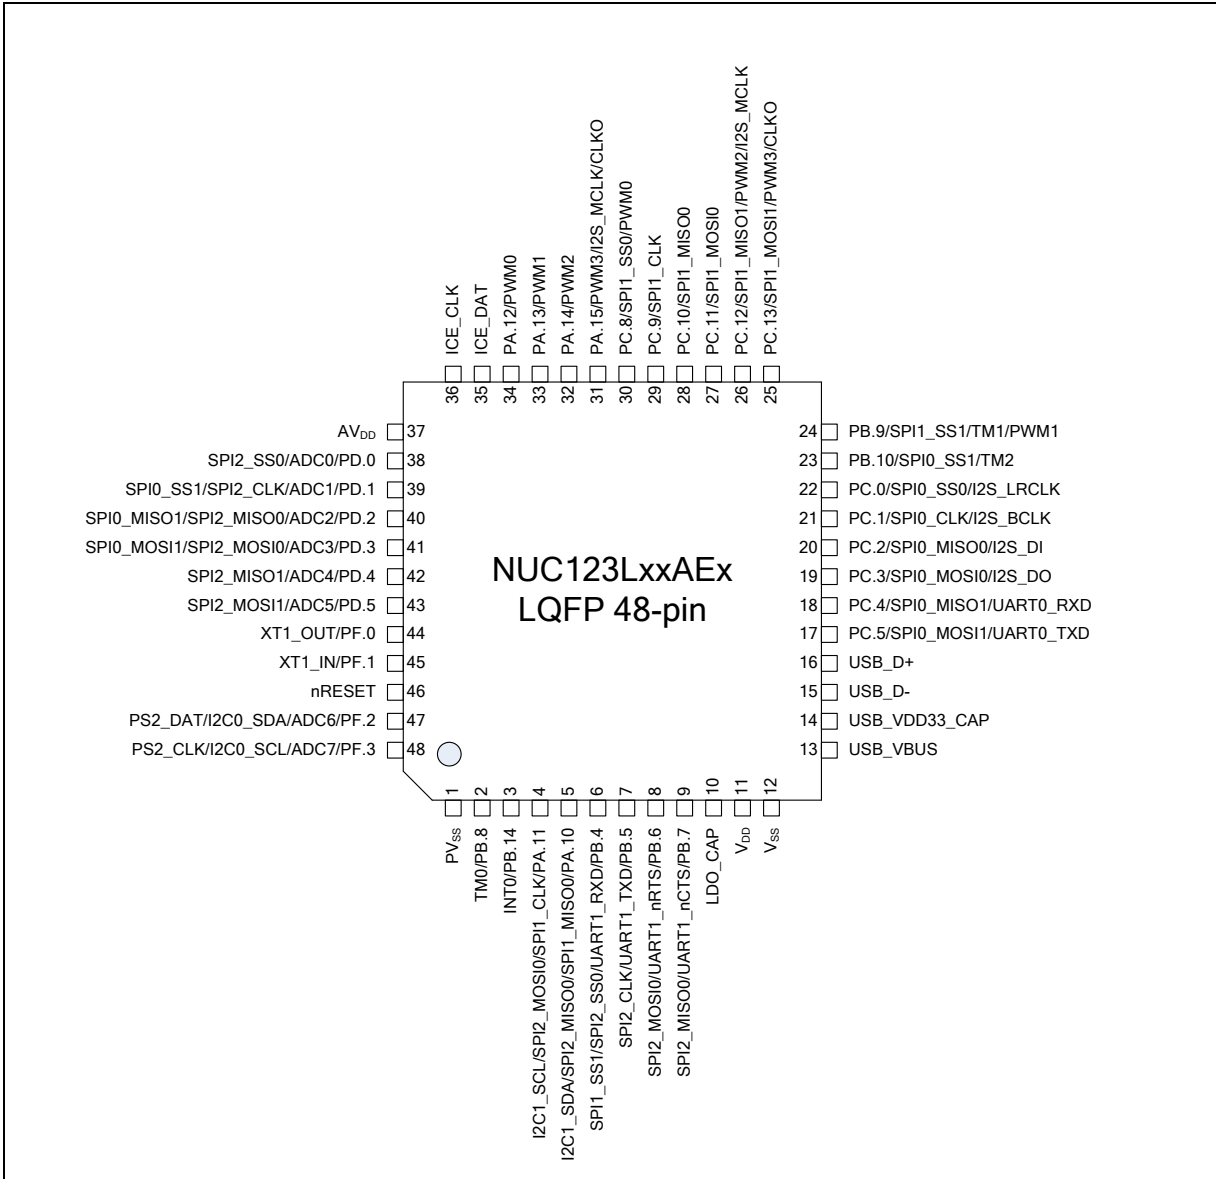 ICE_CLK
ICE_DAT
PA.12/PWM0
PA.13/PWM1
PA.14/PWM2
PA.15/PWM3/I2S_MCLK/CLKO
PC.8/SPI1_SS0/PWM0
PC.9/SPI1_CLK
PC.10/SPI1_MISO0
PC.11/SPI1_MOSI0
PC.12/SPI1_MISO1/PWM2/I2S_MCLK
PC.13/SPI1_MOSI1/PWM3/CLKO
36 35 34 33 32 31 30 29 28 27 26 25
AVDD 37
SPI2_SS0/ADC0/PD.0 38
SPI0_SS1/SPI2_CLK/ADC1/PD.1 39
SPI0_MISO1/SPI2_MISO0/ADC2/PD.2 40
SPI0_MOSI1/SPI2_MOSI0/ADC3/PD.3 41
SPI2_MISO1/ADC4/PD.4 42
SPI2_MOSI1/ADC5/PD.5 43
XT1_OUT/PF.0 44
XT1_IN/PF.1 45
nRESET 46
PS2_DAT/I2C0_SDA/ADC6/PF.2 47
PS2_CLK/I2C0_SCL/ADC7/PF.3 48
NUC123LxxAEx
LQFP 48-pin
24 PB.9/SPI1_SS1/TM1/PWM1
23 PB.10/SPI0_SS1/TM2
22 PC.0/SPI0_SS0/I2S_LRCLK
21 PC.1/SPI0_CLK/I2S_BCLK
20 PC.2/SPI0_MISO0/I2S_DI
19 PC.3/SPI0_MOSI0/I2S_DO
18 PC.4/SPI0_MISO1/UART0_RXD
17 PC.5/SPI0_MOSI1/UART0_TXD
16 USB_D+
15 USB_D-
14 USB_VDD33_CAP
13 USB_VBUS
1 2 3 4 5 6 7 8 9 10 11 12
PVSS
TM0/PB.8
INT0/PB.14
I2C1_SCL/SPI2_MOSI0/SPI1_CLK/PA.11
I2C1_SDA/SPI2_MISO0/SPI1_MISO0/PA.10
SPI1_SS1/SPI2_SS0/UART1_RXD/PB.4
SPI2_CLK/UART1_TXD/PB.5
SPI2_MOSI0/UART1_nRTS/PB.6
SPI2_MISO0/UART1_nCTS/PB.7
LDO_CAP
VDD
VSS